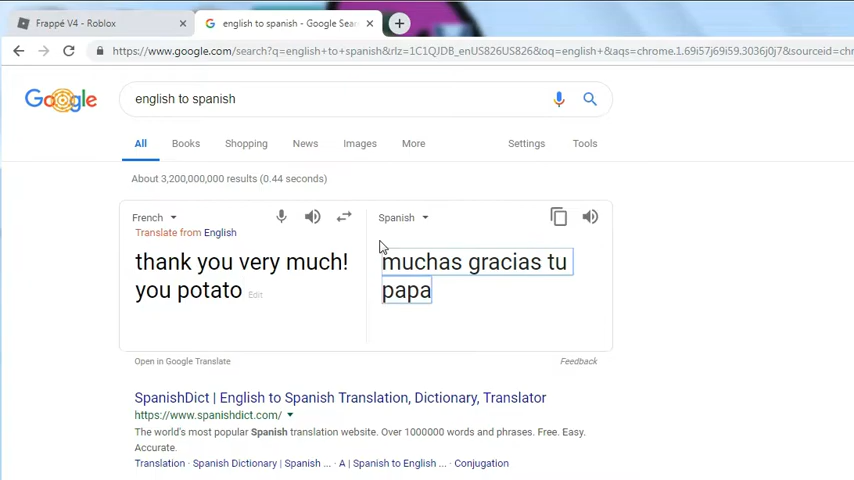 Frappé V4 - Roblox
english to spanish - Google Sear
https://www.google.com/search?q=english+to+spanish&rlz=1C1QJDB_enUS826US826&oq=english+&aqs=chrome.1.69i57j69i59.3036j0j7&sourceid=chr
Google
english to spanish
All Books Shopping News Images More Settings Tools
About 3,200,000,000 results (0.44 seconds)
French Spanish
Translate from English
thank you very much! muchas gracias tu
you potato Edit papa
Open in Google Translate Feedback
SpanishDict | English to Spanish Translation, Dictionary, Translator
https://www.spanishdict.com/
The world's most popular Spanish translation website. Over 1000000 words and phrases. Free. Easy.
Accurate.
Translation · Spanish Dictionary | Spanish ... · A | Spanish to English ... · Conjugation